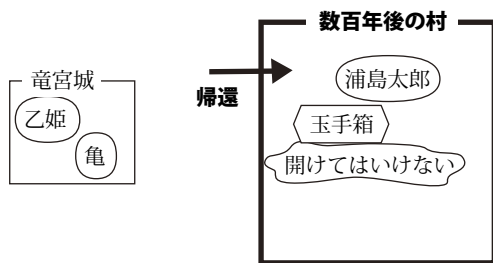 竜宮城
乙姫
亀
帰還
数百年後の村
浦島太郎
玉手箱
開けてはいけない